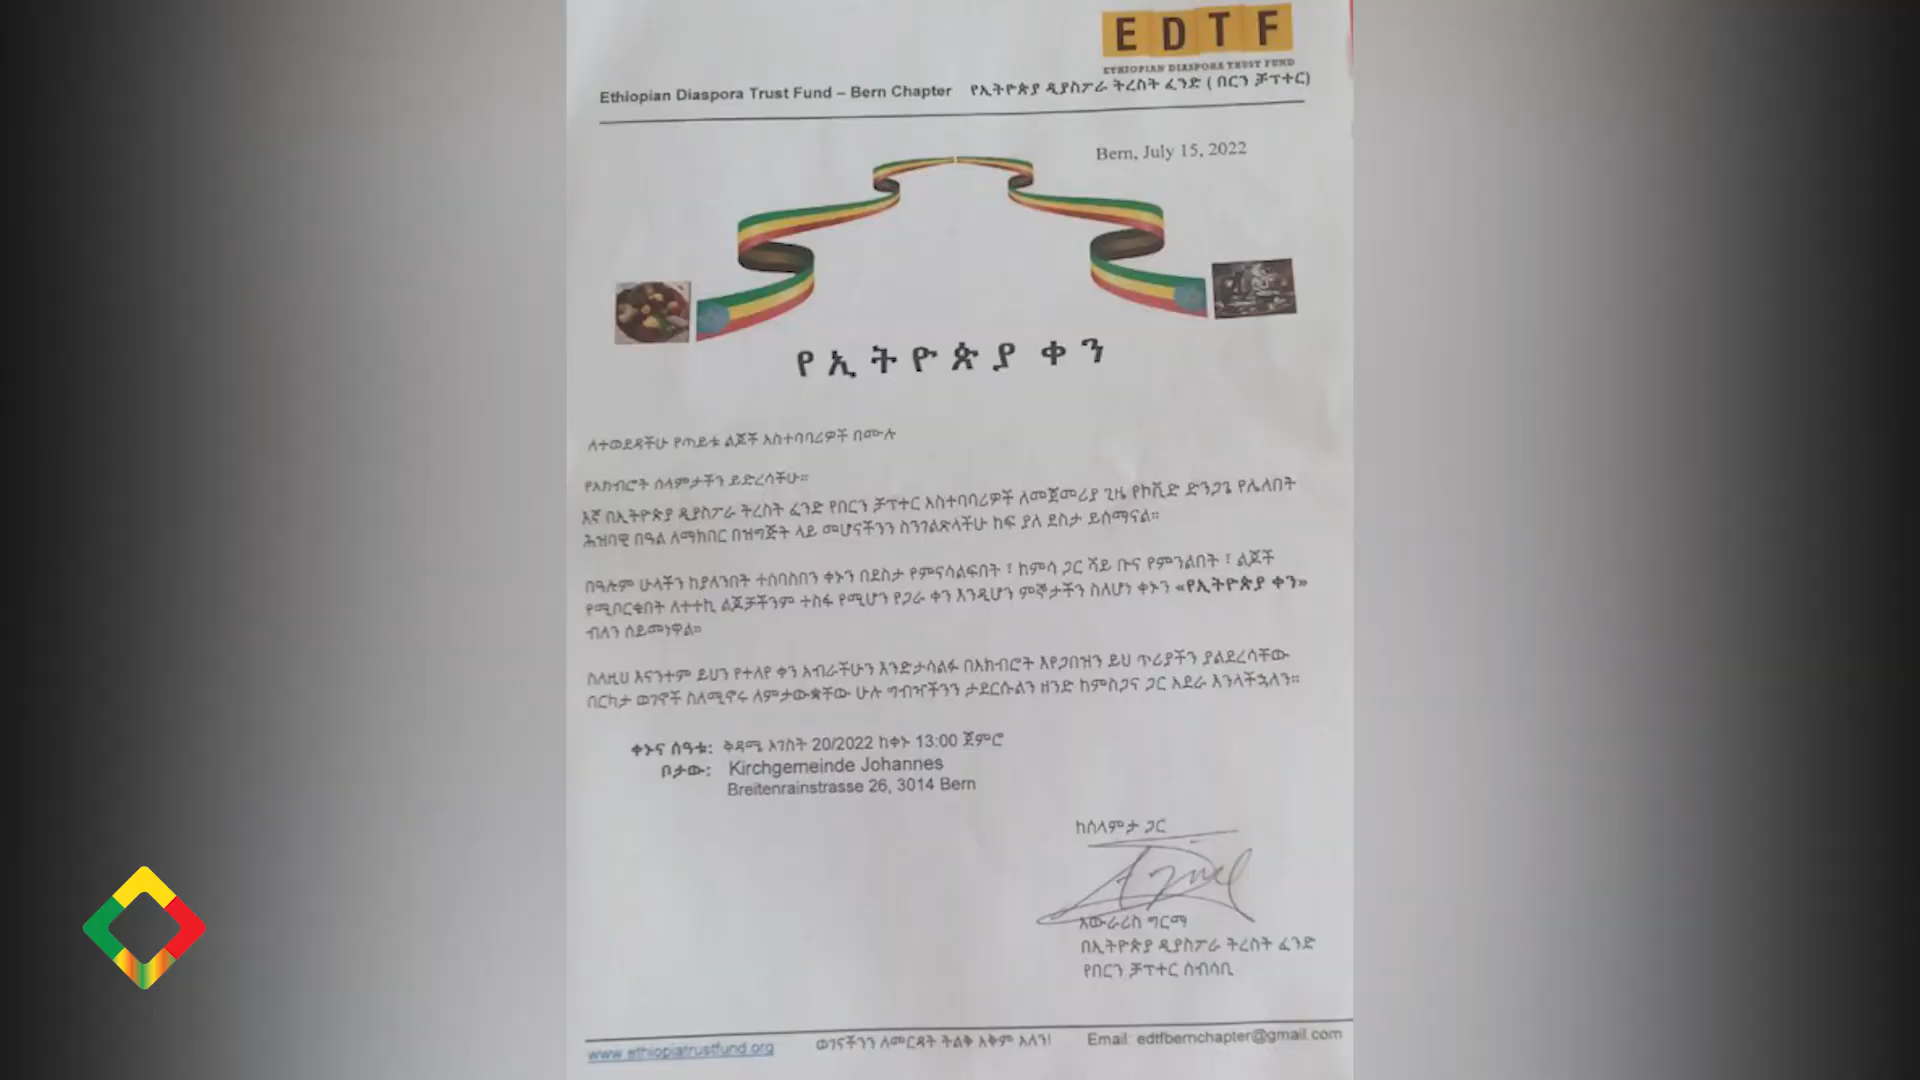 E D T F
ETHIOPIAN DIASPORA TRUST FUND
Ethiopian Diaspora Trust Fund – Bern Chapter የኢትዮጵያ ዲያስፖራ ትረስት ፈንድ ( በርን ቻፕተር)
Bern, July 15, 2022
የኢትዮጵያ ቀን
ለተወደዳችሁ የጣይቱ ልጆች አስተባባሪዎች በሙሉ
የአክብሮት ሰላምታችን ይድረሳችሁ።
እኛ በኢትዮጵያ ዲያስፖራ ትረስት ፈንድ የበርን ቻፕተር አስተባባሪዎች ለመጀመሪያ ጊዜ የኮቪድ ድንጋጌ የሌለበት
ሕዝባዊ በዓል ለማክበር በዝግጅት ላይ መሆናችንን ስንገልጽላችሁ ከፍ ያለ ደስታ ይሰማናል።
በዓሉም ሁላችን ከያለንበት ተሰባስበን ቀኑን በደስታ የምናሳልፍበት ፣ ከምሳ ጋር ሻይ ቡና የምንልበት ፣ ልጆች
የሚቦርቁበት ለተተኪ ልጆቻችንም ተስፋ የሚሆን የጋራ ቀን እንዲሆን ምኞታችን ስለሆነ ቀኑን «የኢትዮጵያ ቀን»
ብለን ሰይመነዋል።
ስለዚህ እናንተም ይህን የተለየ ቀን አብራችሁን እንድታሳልፉ በአክብሮት እየጋበዝን ይህ ጥሪያችን ያልደረሳቸው
በርካታ ወገኖች ስለሚኖሩ ለምታውቋቸው ሁሉ ግብዣችንን ታደርሱልን ዘንድ ከምስጋና ጋር አደራ እንላችኋለን።
ቀኑና ሰዓቱ: ቅዳሜ ኦገስት 20/2022 ከቀኑ 13:00 ጀምሮ
ቦታው: Kirchgemeinde Johannes
Breitenrainstrasse 26, 3014 Bern
ከሰላምታ ጋር
አውራሪስ ግርማ
በኢትዮጵያ ዲያስፖራ ትረስት ፈንድ
የበርን ቻፕተር ሰብሳቢ
www.ethiopiatrustfund.org ወገናችንን ለመርዳት ትልቅ አቅም አለን! Email: edtfbernchapter@gmail.com